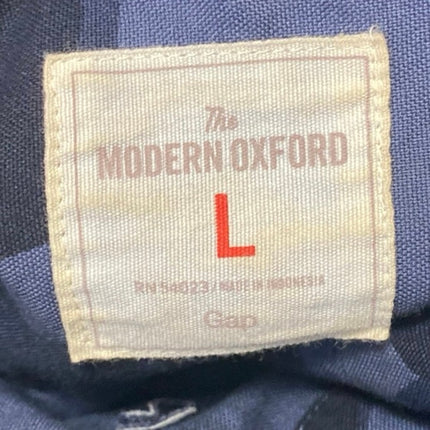 The
MODERN OXFORD
L
RN 54023 / MADE IN INDONESIA
Gap